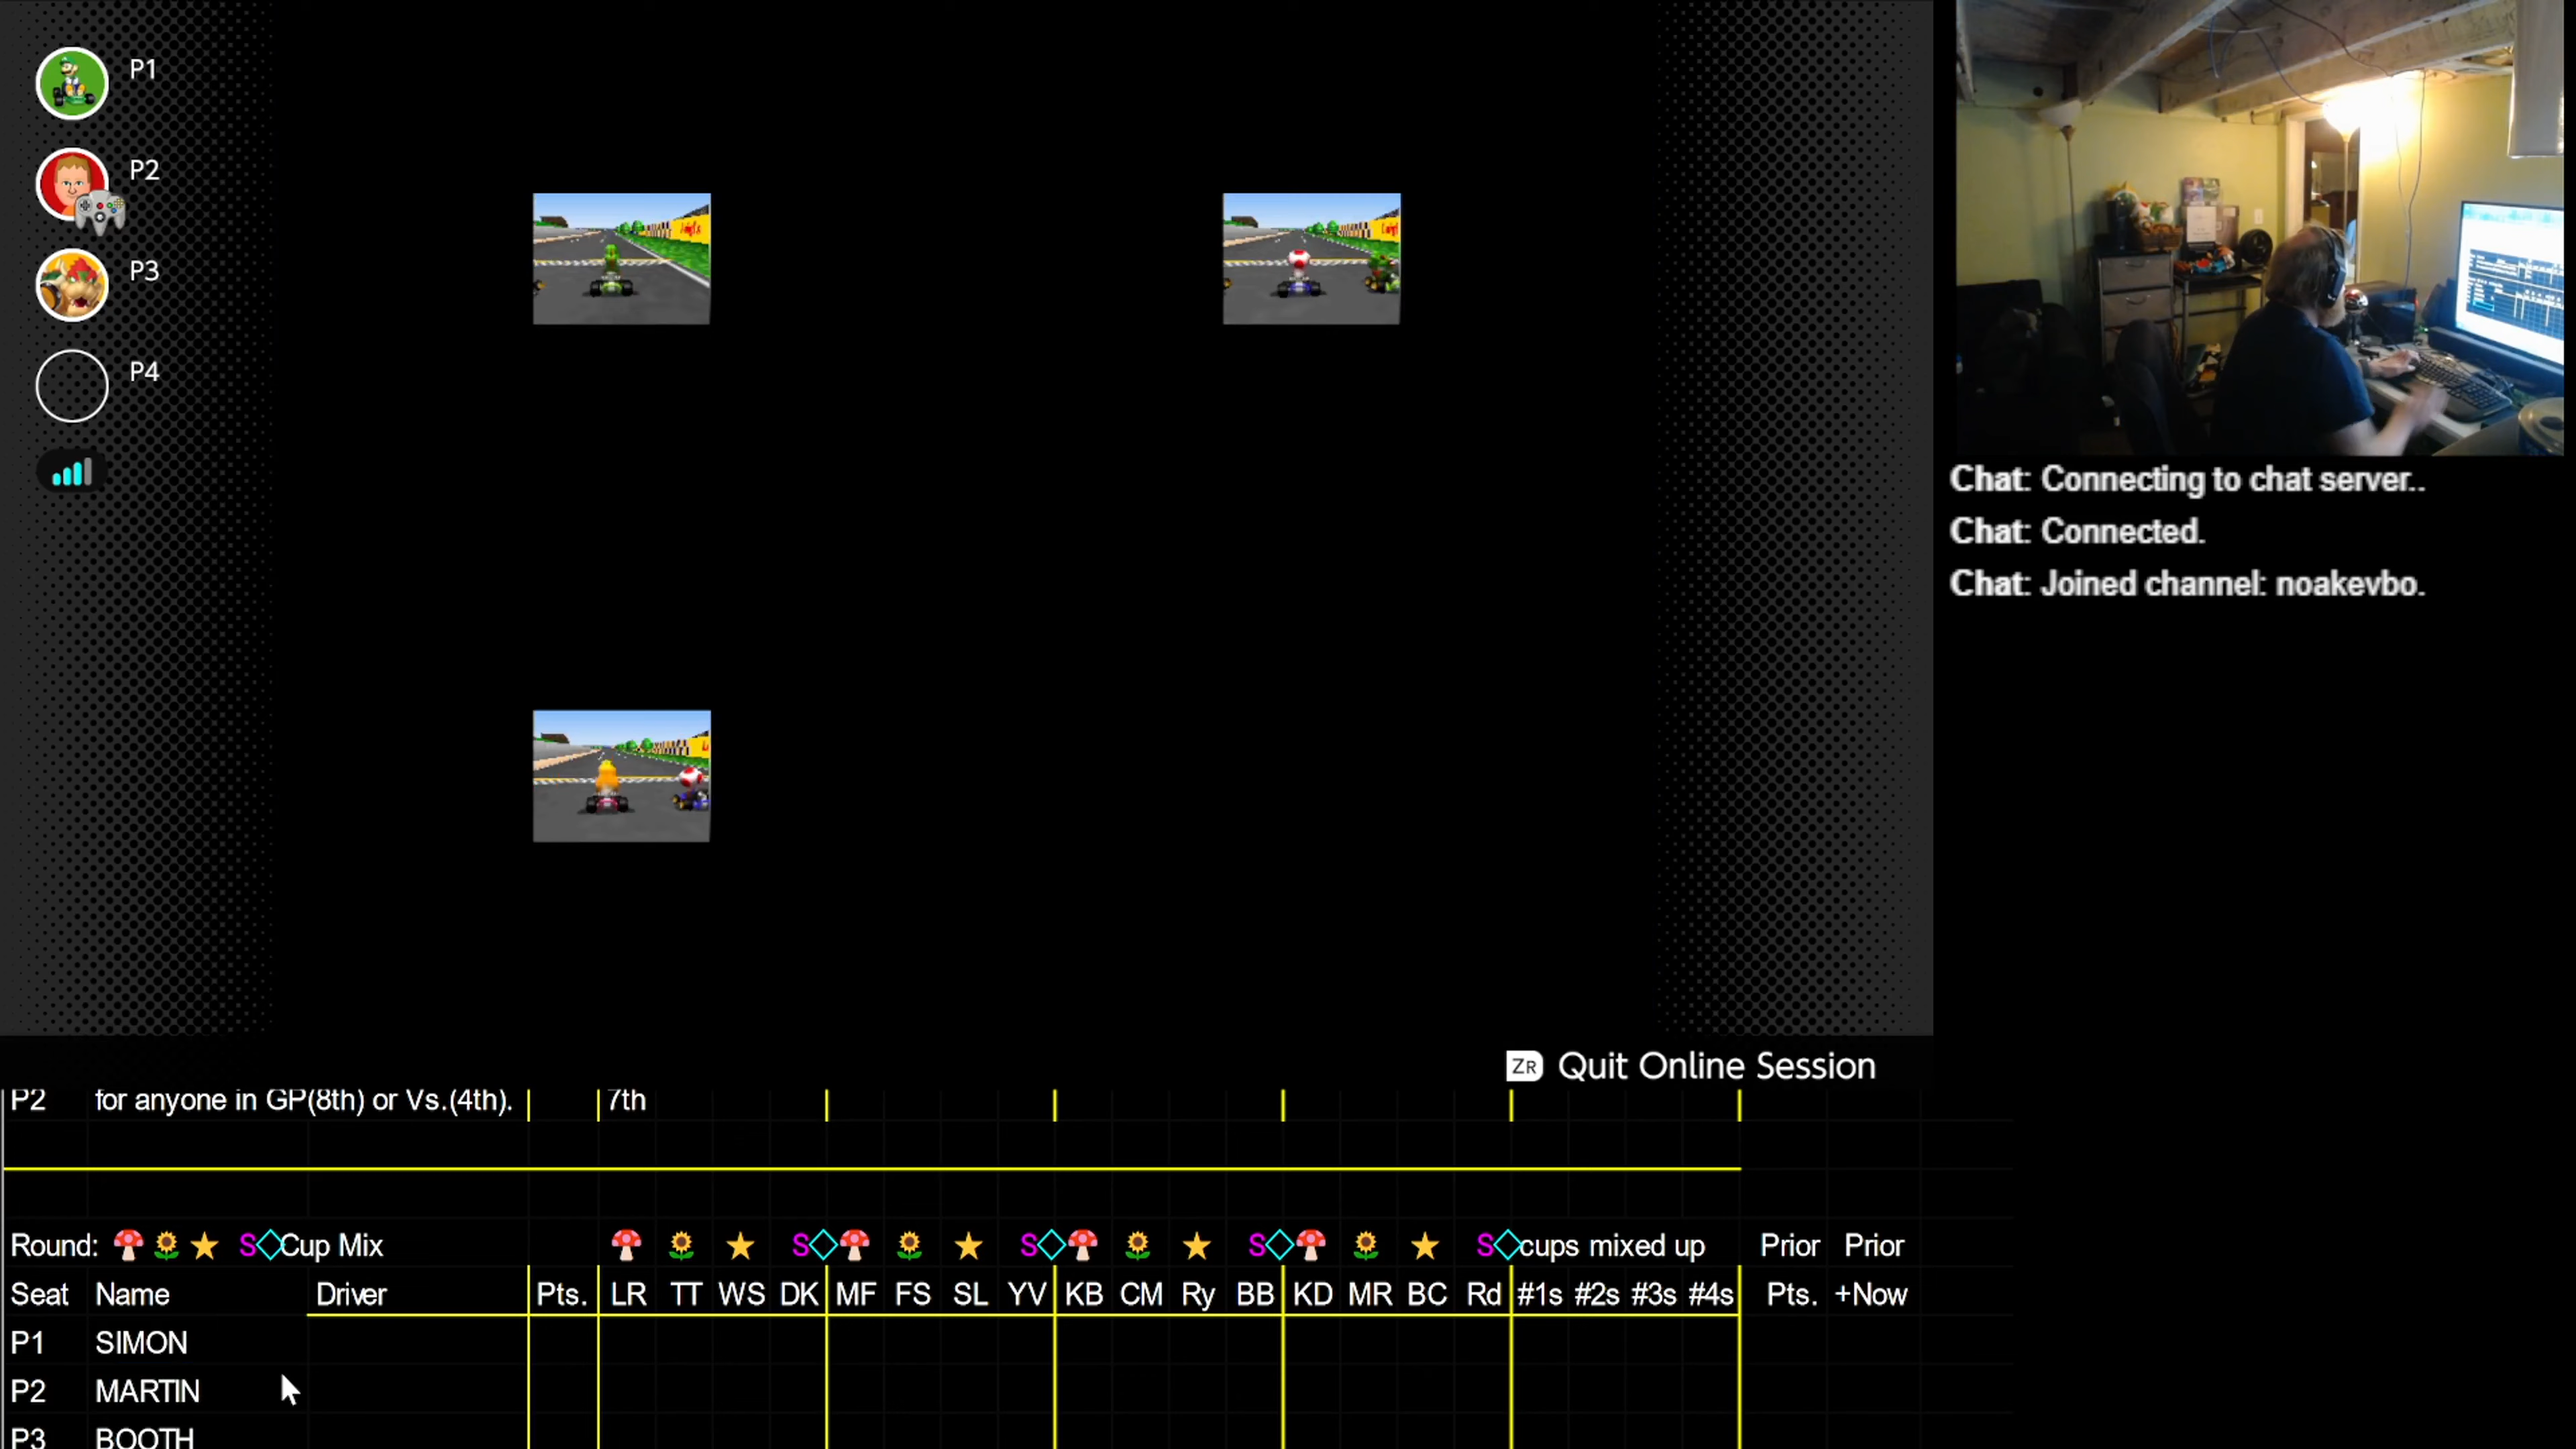 P1
P2
P3
P4
Luigi's
Chat: Connecting to chat server..
Chat: Connected.
Chat: Joined channel: noakevbo.
ZR Quit Online Session
P2 for anyone in GP(8th) or Vs.(4th). 7th
Round: S Cup Mix S S S S cups mixed up Prior Prior
Seat Name Driver Pts. LR TT WS DK MF FS SL YV KB CM Ry BB KD MR BC Rd #1s #2s #3s #4s Pts. +Now
P1 SIMON
P2 MARTIN
P3 BOOTH